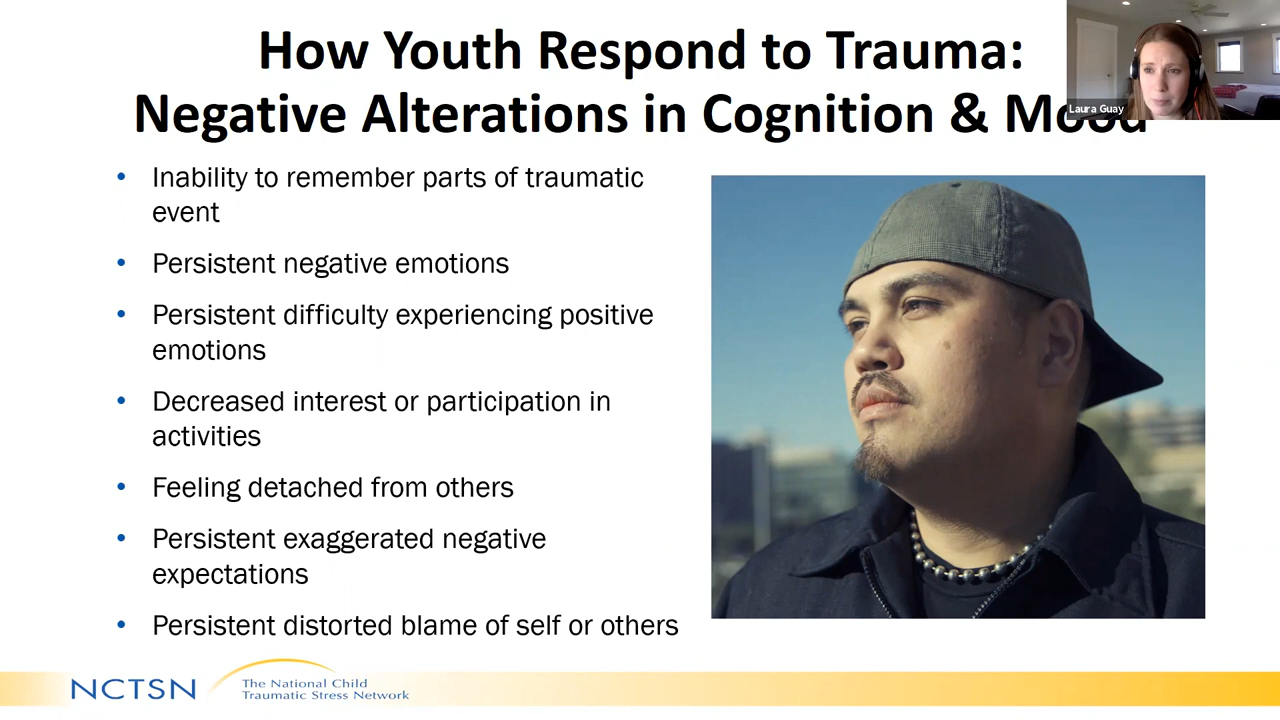 How Youth Respond to Trauma:
Negative Alterations in Cognition & Mood
Laura Guay
• Inability to remember parts of traumatic
event
• Persistent negative emotions
• Persistent difficulty experiencing positive
emotions
• Decreased interest or participation in
activities
• Feeling detached from others
• Persistent exaggerated negative
expectations
• Persistent distorted blame of self or others
NCTSN
The National Child
Traumatic Stress Network